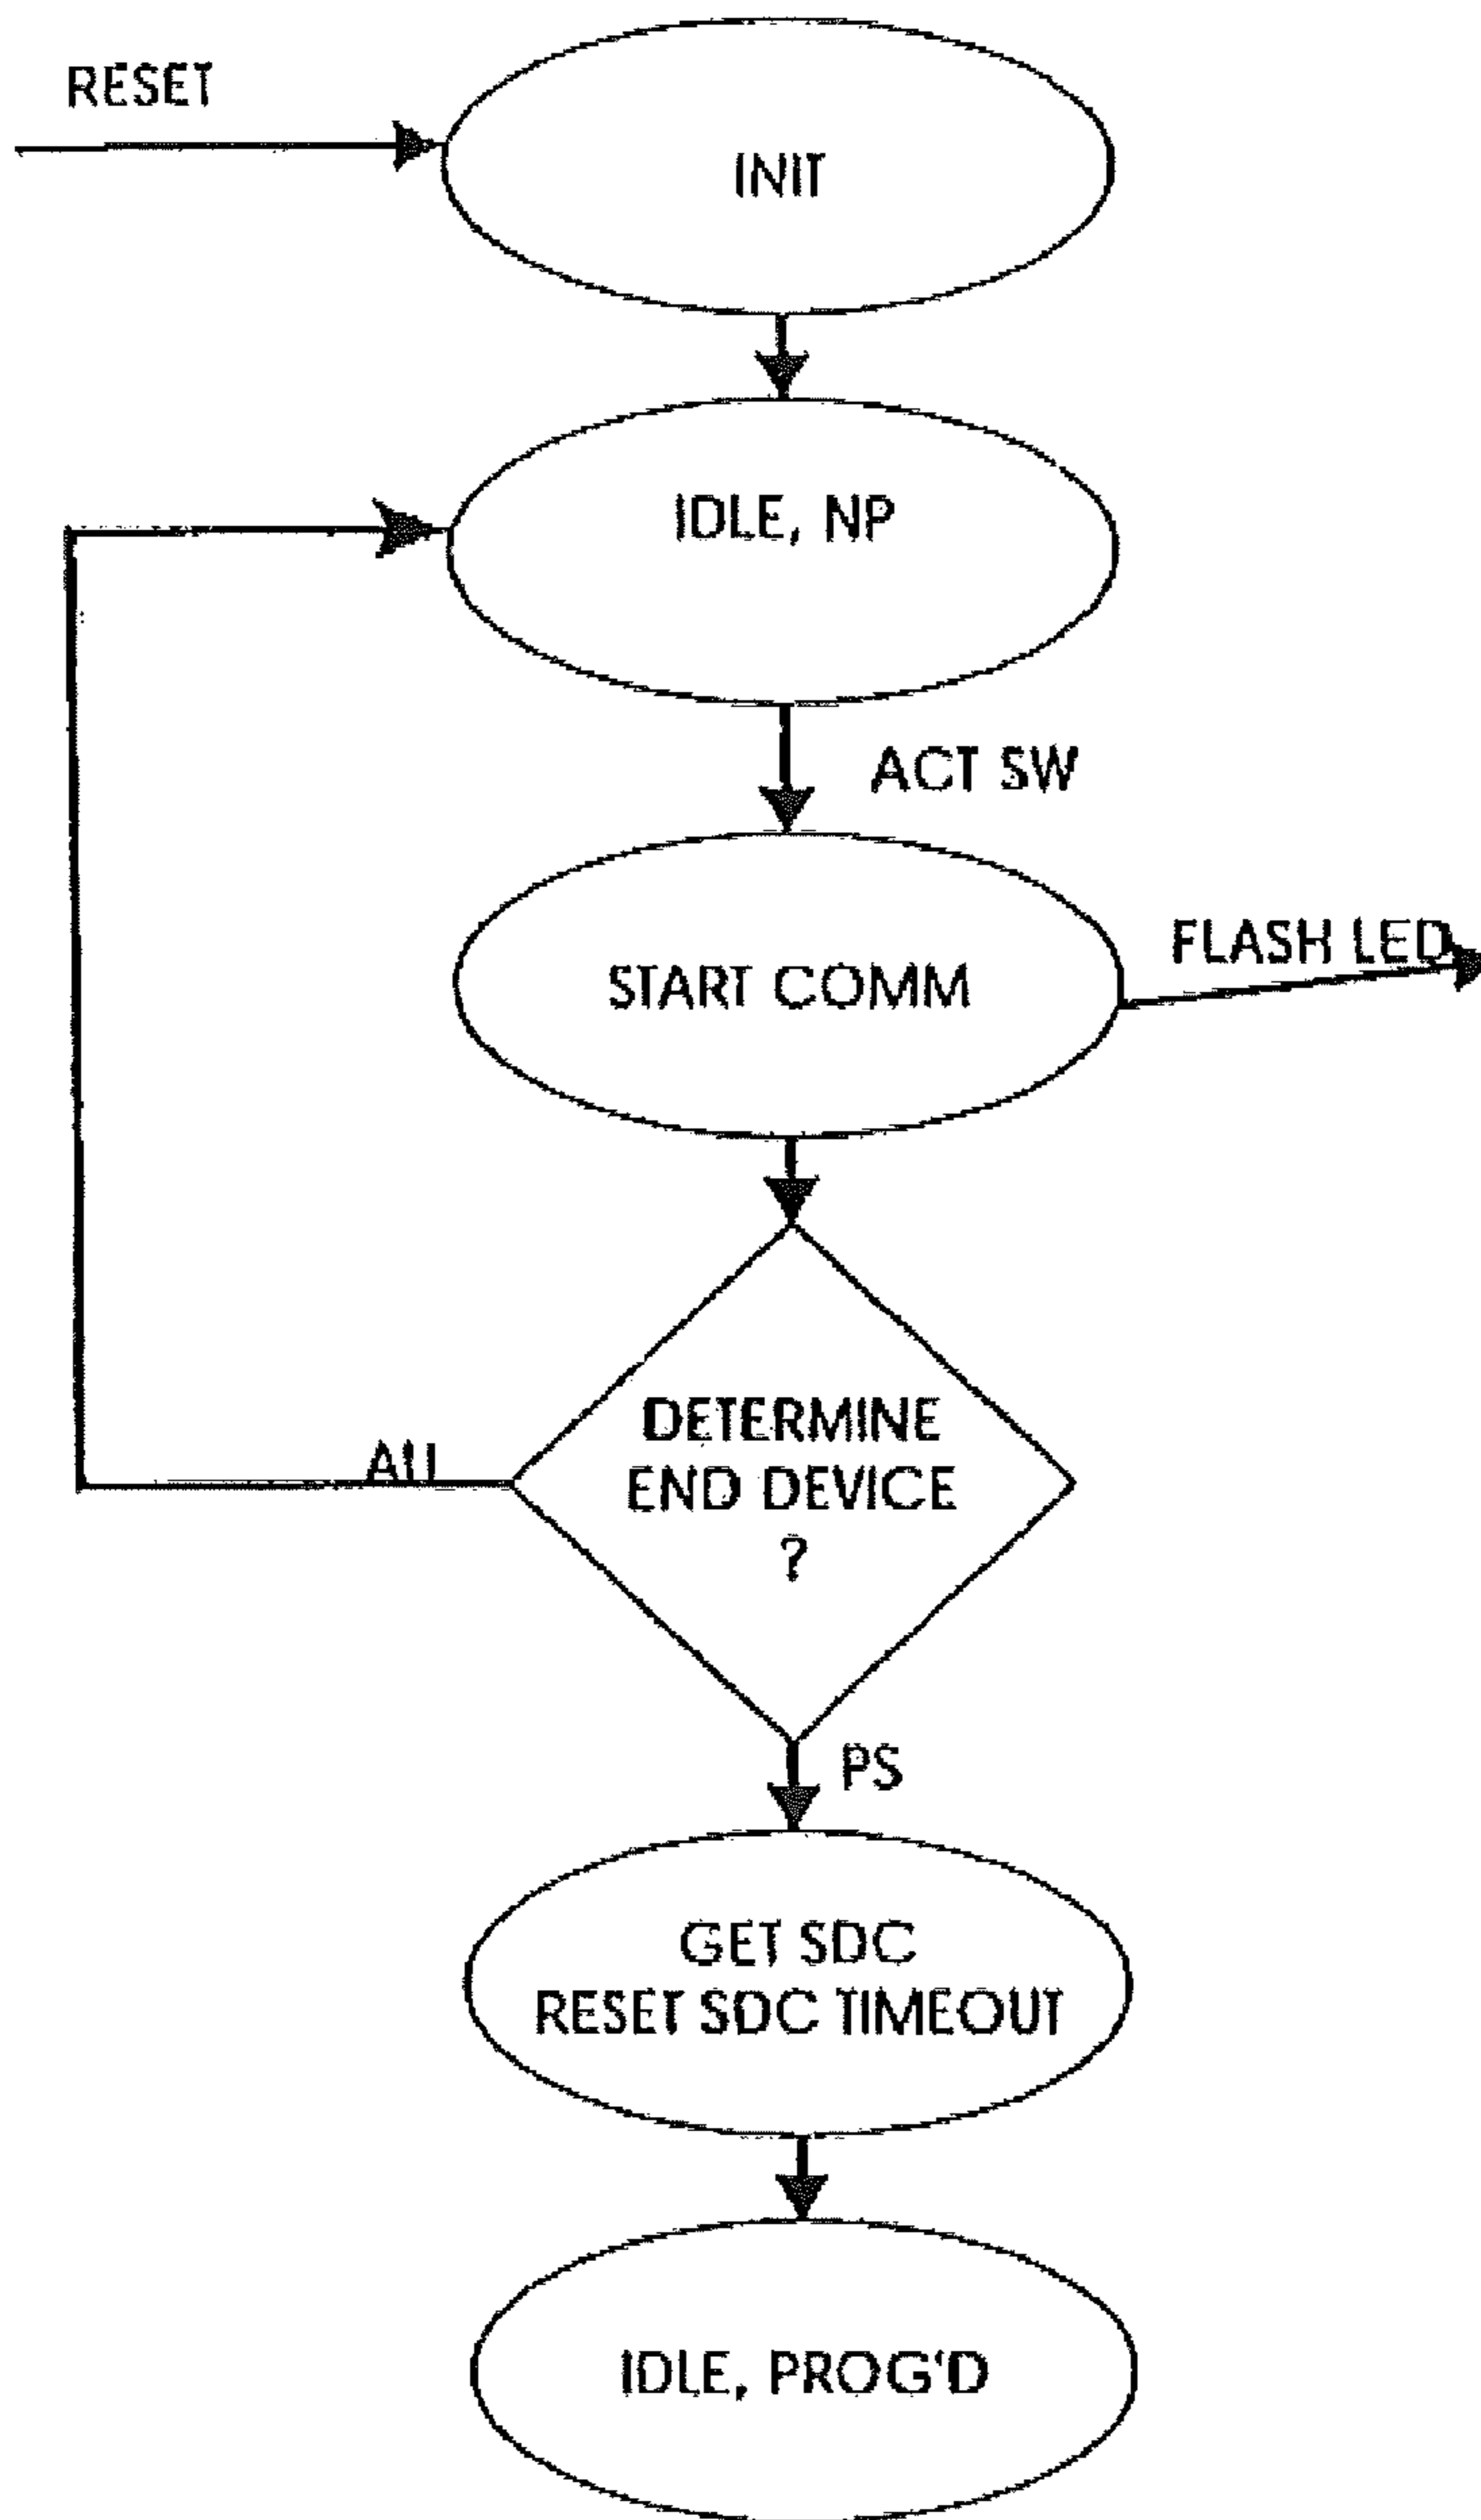 RESET
INIT
IDLE, NP
ACT SW
FLASH LED
START COMM
DETERMINE
END DEVICE
?
PS
GET SDC
RESET SDC TIMEOUT
IDLE, PROG'D